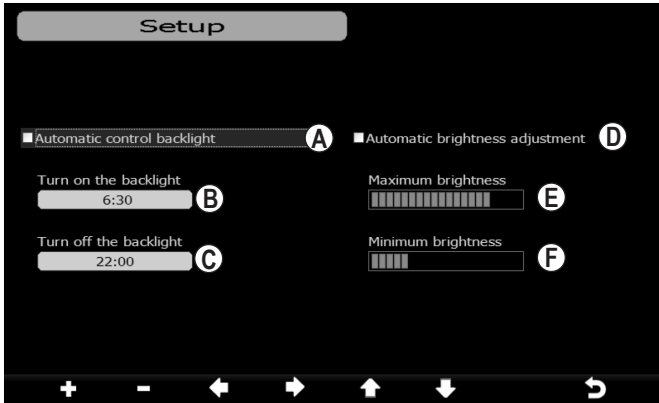 Setup
Automatic control backlight A
Automatic brightness adjustment D
Turn on the backlight
6:30 B
Maximum brightness
E
Turn off the backlight
22:00 C
Minimum brightness
F